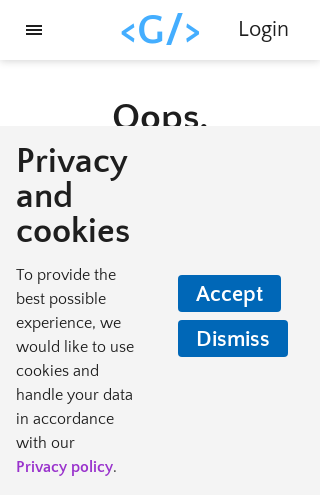 <G/>
Login
Oops.
Privacy
and
cookies
To provide the
best possible
experience, we
would like to use
cookies and
handle your data
in accordance
with our
Privacy policy.
Accept
Dismiss